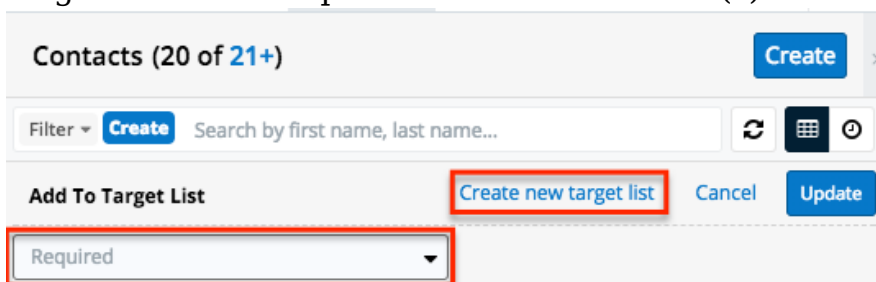 Contacts (20 of 21+) Create
Filter Create Search by first name, last name...
Add To Target List Create new target list Cancel Update
Required